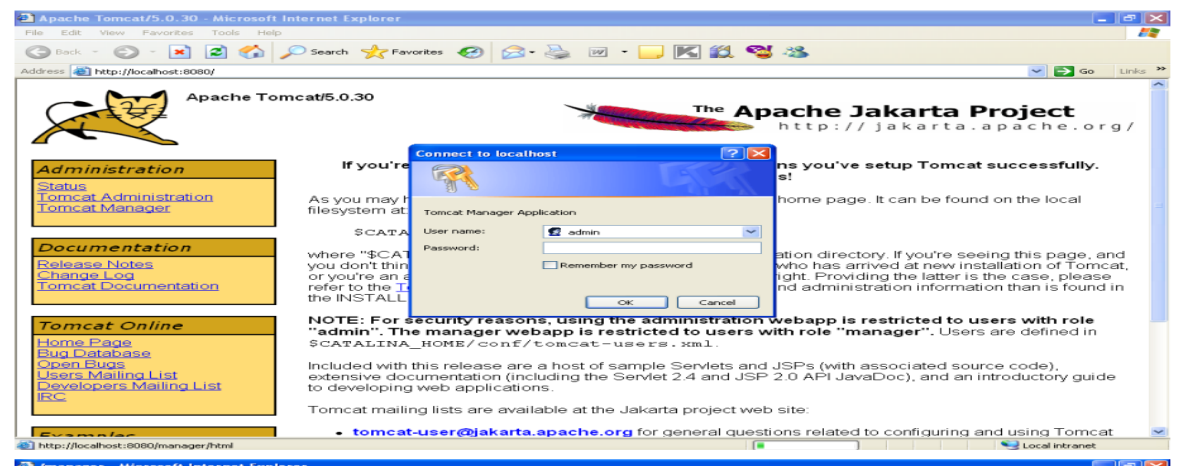 Apache Tomcat/5.0.30 - Microsoft Internet Explorer
File Edit View Favorites Tools Help
Back Search Favorites
Address http://localhost:8080/ Go Links »
Apache Tomcat/5.0.30
The Apache Jakarta Project
http://jakarta.apache.org/
Administration
Status
Tomcat Administration
Tomcat Manager
Documentation
Release Notes
Change Log
Tomcat Documentation
Tomcat Online
Home Page
Bug Database
Open Bugs
Users Mailing List
Developers Mailing List
IRC
If you're
ns you've setup Tomcat successfully.
s!
As you may h
home page. It can be found on the local
filesystem at:
$CATA
where "$CAT
ation directory. If you're seeing this page, and
you don't thin
who has arrived at new installation of Tomcat,
or you're an a
ight. Providing the latter is the case, please
refer to the T
nd administration information than is found in
the INSTALL
Connect to localhost
Tomcat Manager Application
User name: admin
Password:
Remember my password
OK Cancel
NOTE: For security reasons, using the administration webapp is restricted to users with role
"admin". The manager webapp is restricted to users with role "manager". Users are defined in
$CATALINA_HOME/conf/tomcat-users.xml.
Included with this release are a host of sample Servlets and JSPs (with associated source code),
extensive documentation (including the Servlet 2.4 and JSP 2.0 API JavaDoc), and an introductory guide
to developing web applications.
Tomcat mailing lists are available at the Jakarta project web site:
• tomcat-user@jakarta.apache.org for general questions related to configuring and using Tomcat
http://localhost:8080/manager/html Local intranet